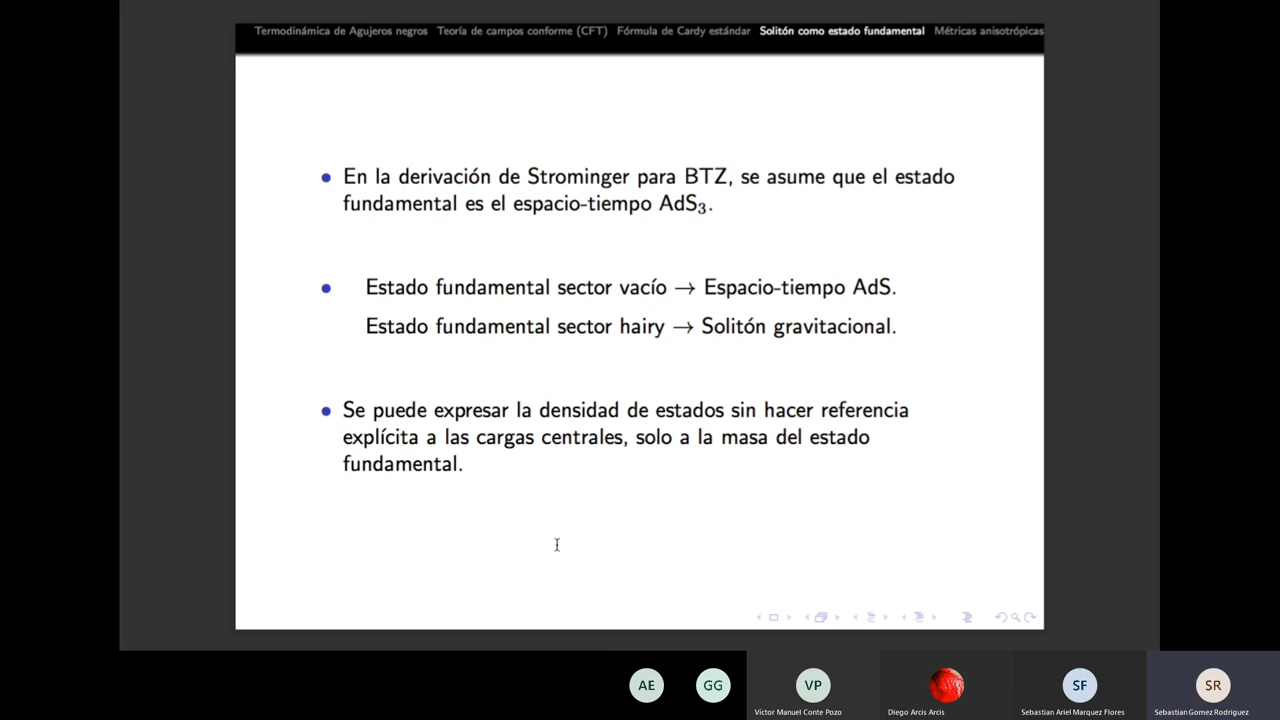 Termodinámica de Agujeros negros Teoría de campos conforme (CFT) Fórmula de Cardy estándar Solitón como estado fundamental Métricas anisotrópicas
En la derivación de Strominger para BTZ, se asume que el estado
fundamental es el espacio-tiempo AdS₃.
Estado fundamental sector vacío → Espacio-tiempo AdS.
Estado fundamental sector hairy → Solitón gravitacional.
Se puede expresar la densidad de estados sin hacer referencia
explícita a las cargas centrales, solo a la masa del estado
fundamental.
AE GG VP SF SR
Víctor Manuel Conte Pozo Diego Arcis Arcis Sebastian Ariel Marquez Flores Sebastian Gomez Rodriguez